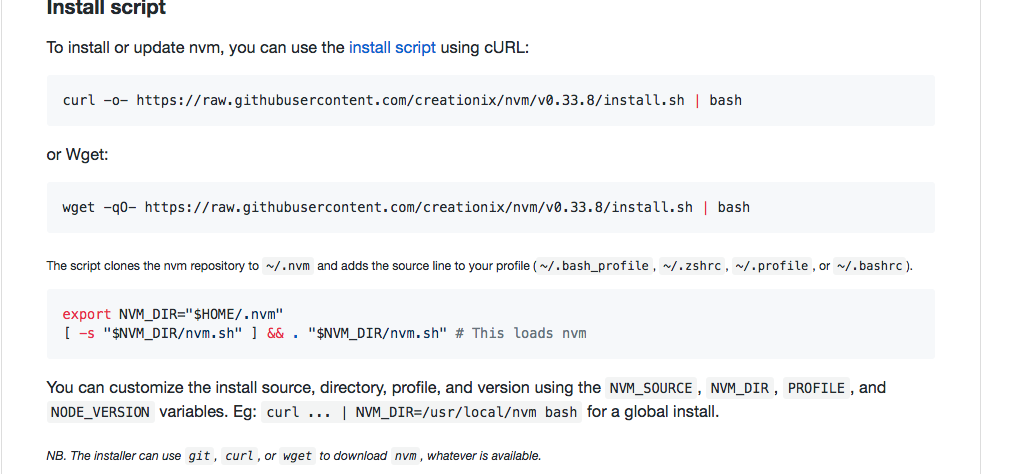 Install script
To install or update nvm, you can use the install script using cURL:
curl -o- https://raw.githubusercontent.com/creationix/nvm/v0.33.8/install.sh | bash
or Wget:
wget -qO- https://raw.githubusercontent.com/creationix/nvm/v0.33.8/install.sh | bash
The script clones the nvm repository to ~/.nvm and adds the source line to your profile ( ~/.bash_profile , ~/.zshrc , ~/.profile , or ~/.bashrc ).
export NVM_DIR="$HOME/.nvm"
[ -s "$NVM_DIR/nvm.sh" ] && . "$NVM_DIR/nvm.sh" # This loads nvm
You can customize the install source, directory, profile, and version using the NVM_SOURCE , NVM_DIR , PROFILE , and
NODE_VERSION variables. Eg: curl ... | NVM_DIR=/usr/local/nvm bash for a global install.
NB. The installer can use git , curl , or wget to download nvm , whatever is available.